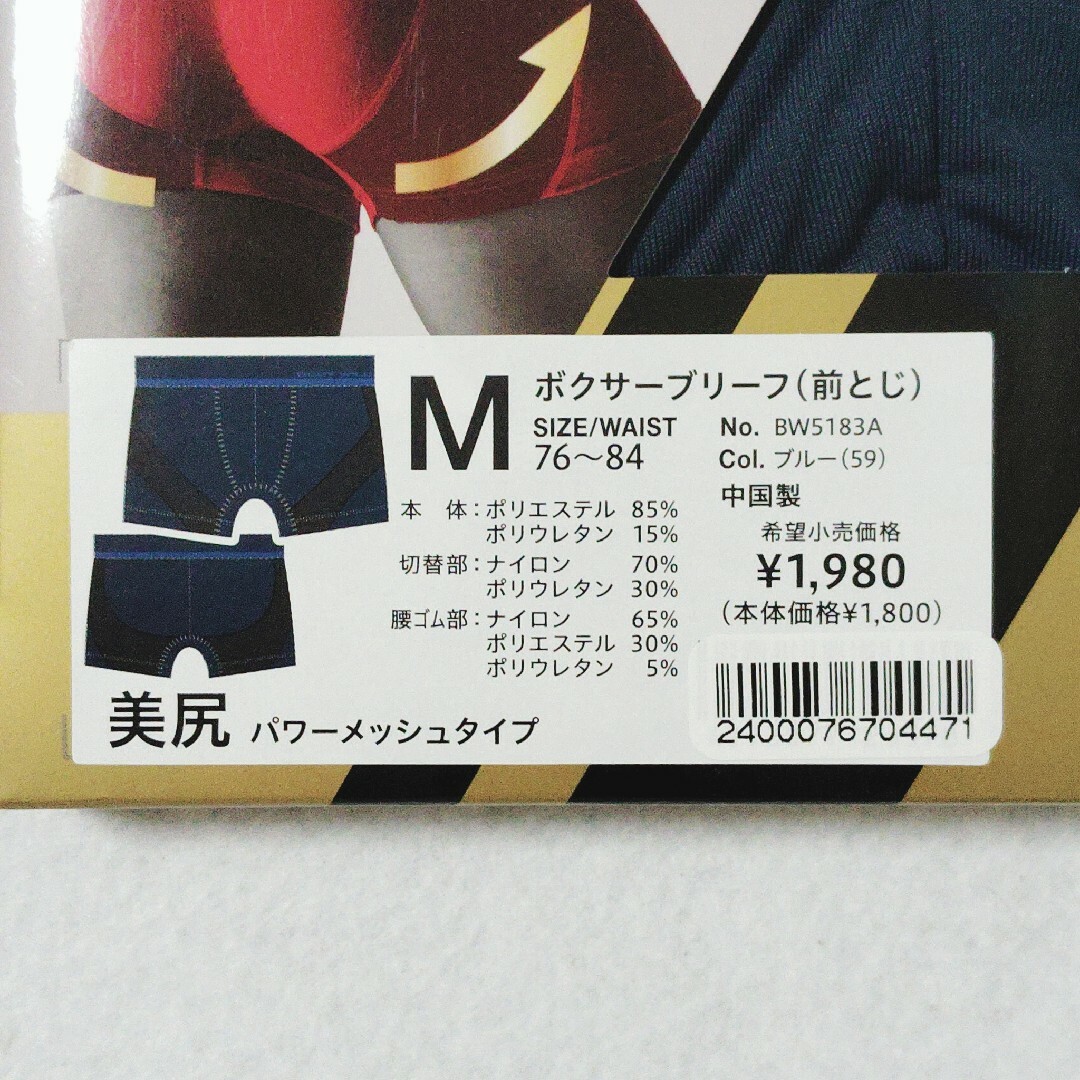 M
ボクサーブリーフ(前とじ)
SIZE/WAIST
76〜84
No. BW5183A
Col. ブルー(59)
中国製
本 体:ポリエステル 85%
ポリウレタン 15%
切替部:ナイロン 70%
ポリウレタン 30%
腰ゴム部:ナイロン 65%
ポリエステル 30%
ポリウレタン 5%
希望小売価格
¥1,980
(本体価格¥1,800)
美尻 パワーメッシュタイプ
2400076704471